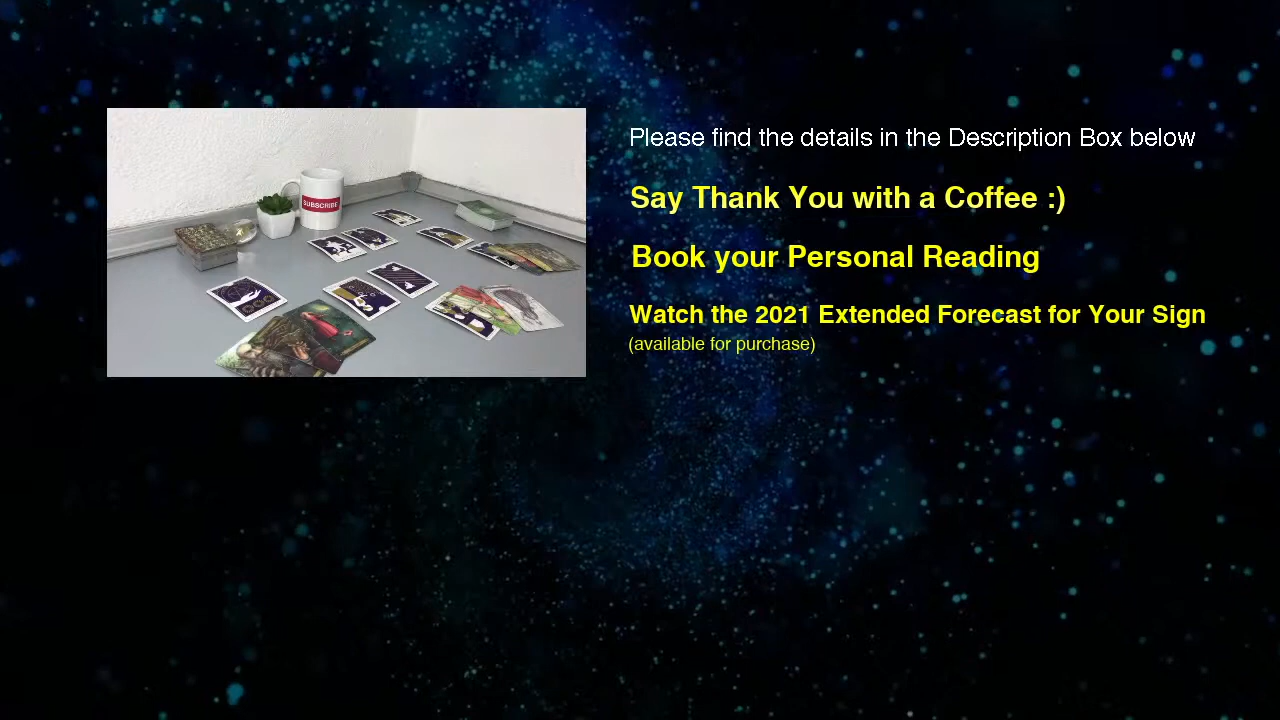 SUBSCRIBE
Please find the details in the Description Box below
Say Thank You with a Coffee :)
Book your Personal Reading
Watch the 2021 Extended Forecast for Your Sign
(available for purchase)